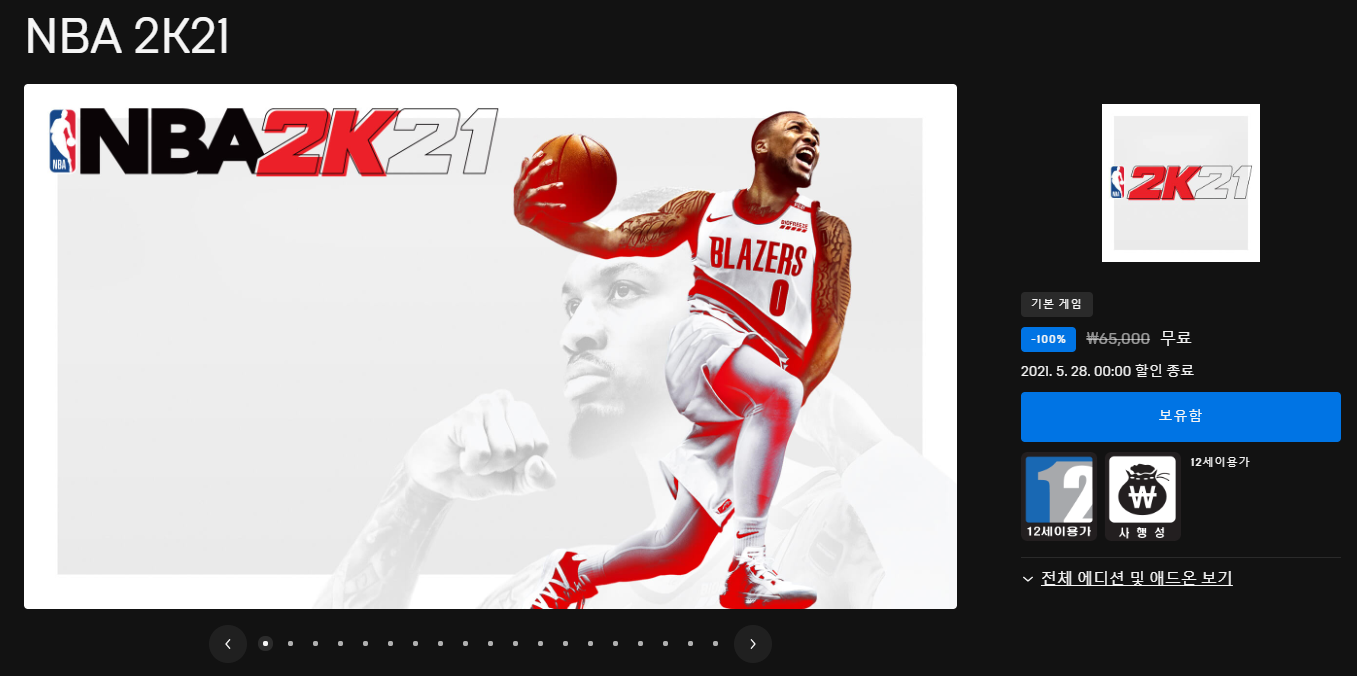 NBA 2K21
NBA2K21
NBA
BIOFREEZE
BLAZERS
0
NBA
2K21
기본 게임
-100% ₩65,000 무료
2021. 5. 28. 00:00 할인 종료
보유함
12
12세이용가
₩
사 행 성
12세이용가
전체 에디션 및 애드온 보기